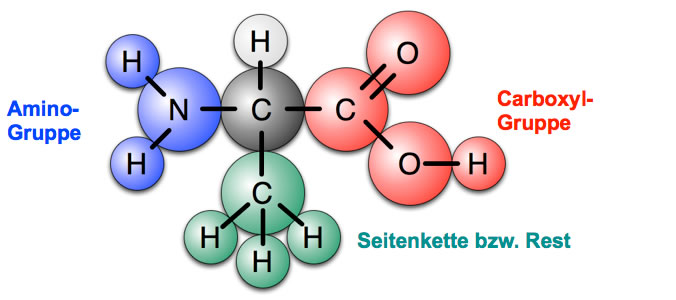 H
H
O
Amino-
Gruppe
N
C
C
Carboxyl-
Gruppe
H
O
H
C
H
H
Seitenkette bzw. Rest
H